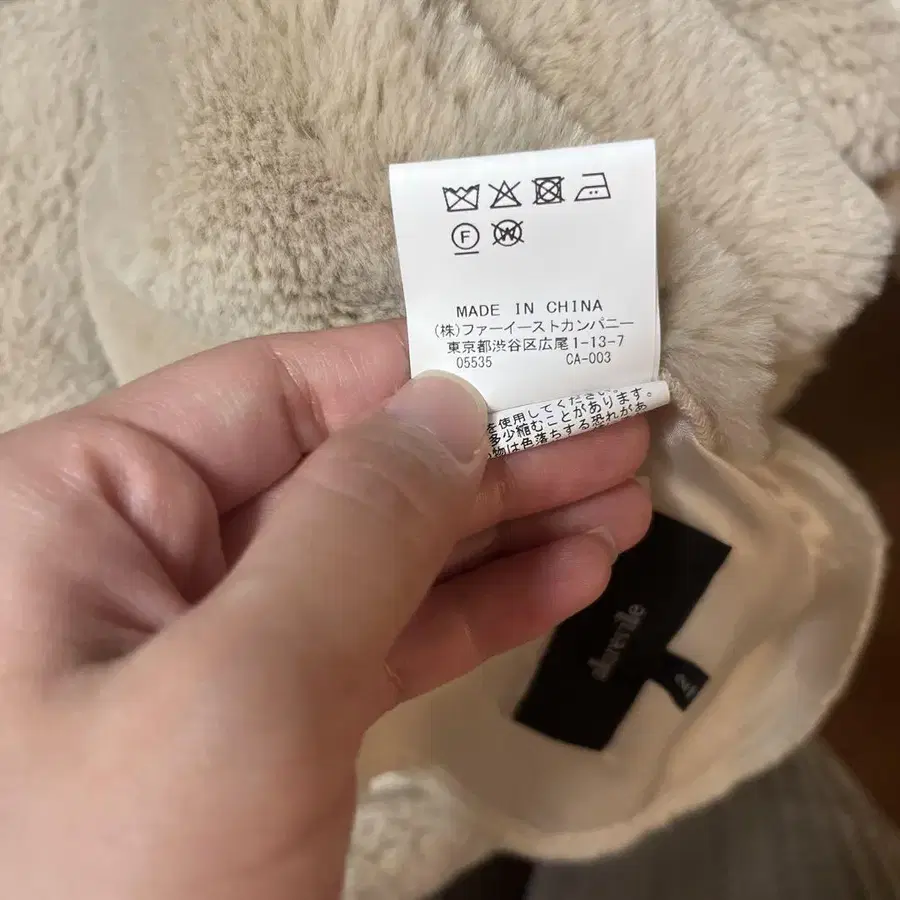 MADE IN CHINA
(株)ファーイーストカンパニー
東京都渋谷区広尾1-13-7
05535 CA-003
を使用してください。
多少縮むことがあります。
物は色落ちする恐れがあ
allureville
2